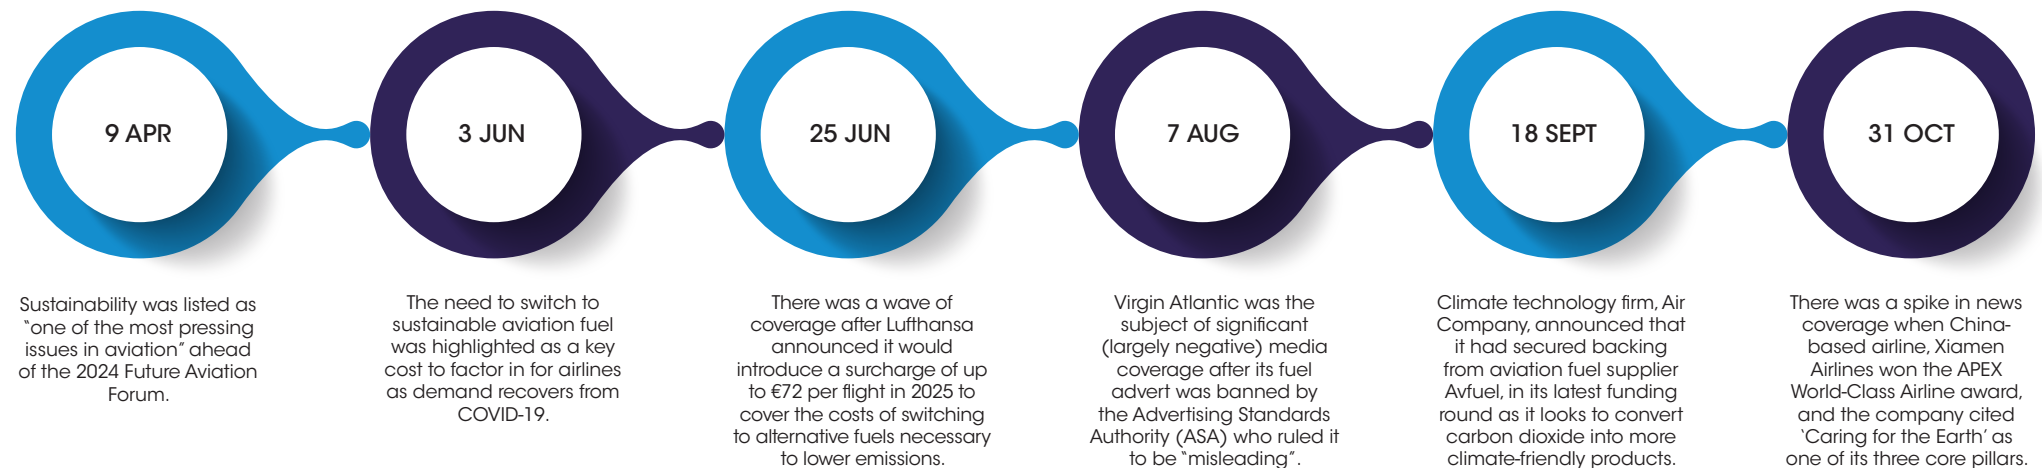 9 APR
3 JUN
25 JUN
7 AUG
18 SEPT
31 OCT
Sustainability was listed as
“one of the most pressing
issues in aviation” ahead
of the 2024 Future Aviation
Forum.
The need to switch to
sustainable aviation fuel
was highlighted as a key
cost to factor in for airlines
as demand recovers from
COVID-19.
There was a wave of
coverage after Lufthansa
announced it would
introduce a surcharge of up
to €72 per flight in 2025 to
cover the costs of switching
to alternative fuels necessary
to lower emissions.
Virgin Atlantic was the
subject of significant
(largely negative) media
coverage after its fuel
advert was banned by
the Advertising Standards
Authority (ASA) who ruled it
to be “misleading”.
Climate technology firm, Air
Company, announced that
it had secured backing
from aviation fuel supplier
Avfuel, in its latest funding
round as it looks to convert
carbon dioxide into more
climate-friendly products.
There was a spike in news
coverage when China-
based airline, Xiamen
Airlines won the APEX
World-Class Airline award,
and the company cited
‘Caring for the Earth’ as
one of its three core pillars.